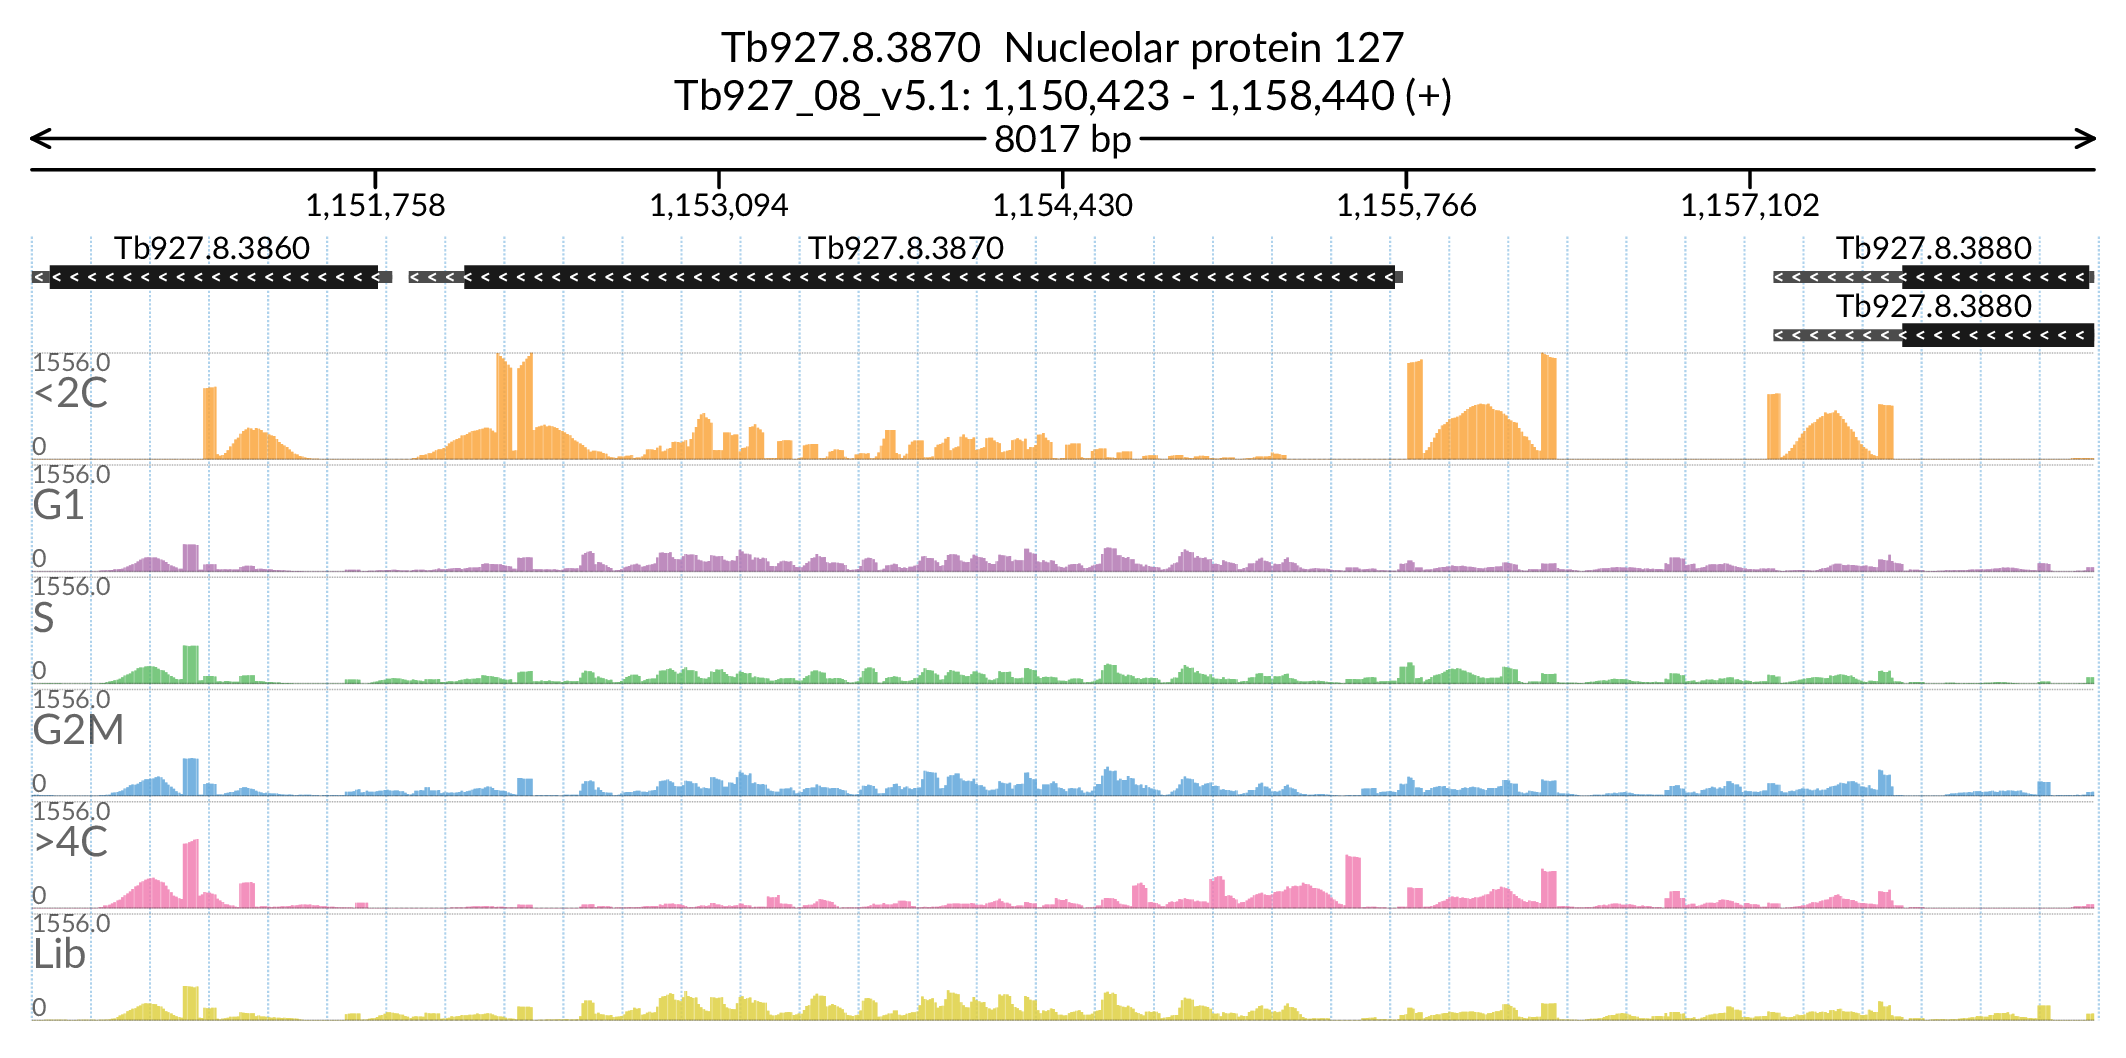 Tb927.8.3870  Nucleolar protein 127
Tb927_08_v5.1: 1,150,423 - 1,158,440 (+)
8017 bp
1,151,758 1,153,094 1,154,430 1,155,766 1,157,102
Tb927.8.3860 Tb927.8.3870 Tb927.8.3880
Tb927.8.3880
1556.0
<2C
0
1556.0
G1
0
1556.0
S
0
1556.0
G2M
0
1556.0
>4C
0
1556.0
Lib
0